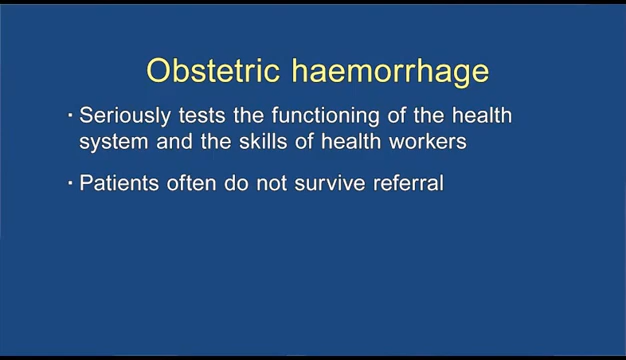 Obstetric haemorrhage
· Seriously tests the functioning of the health
system and the skills of health workers
· Patients often do not survive referral